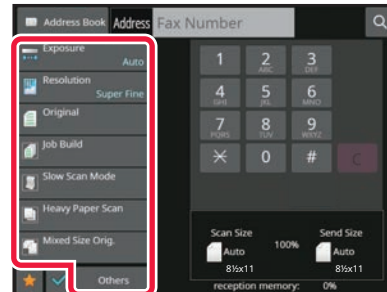 Address Book Address Fax Number
Exposure
Auto
Resolution
Super Fine
Original
Job Build
Slow Scan Mode
Heavy Paper Scan
Mixed Size Orig.
Others
1 2 3
ABC DEF
4 5 6
GHI JKL MNO
7 8 9
PQRS TUV WXYZ
0 #
C
Scan Size Send Size
Auto 100% Auto
8½x11 8½x11
reception memory: 0%